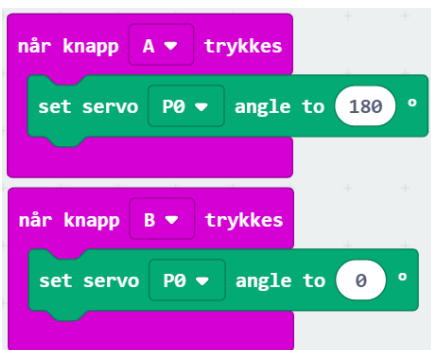 når knapp A trykkes
set servo P0 angle to 180 °
når knapp B trykkes
set servo P0 angle to 0 °